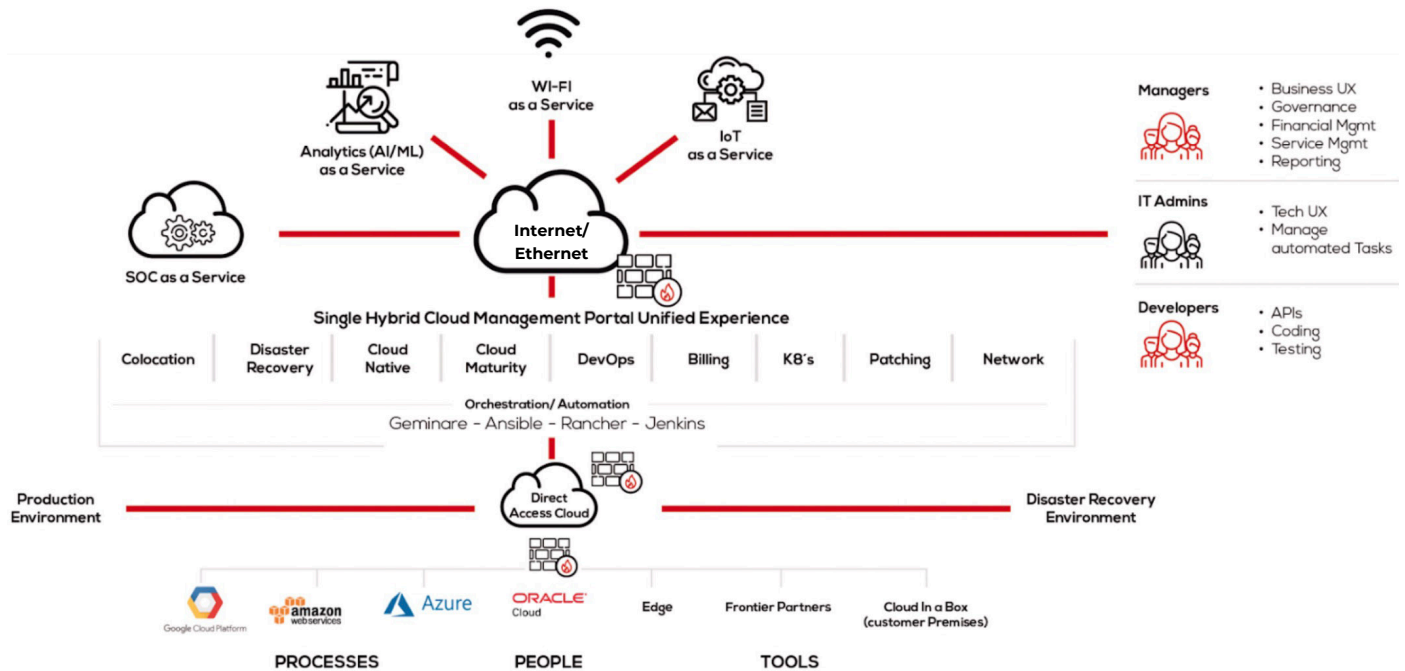 WI-FI
as a Service
Analytics (AI/ML)
as a Service
IoT
as a Service
SOC as a Service
Internet/
Ethernet
Managers
• Business UX
• Governance
• Financial Mgmt
• Service Mgmt
• Reporting
IT Admins
• Tech UX
• Manage
automated Tasks
Developers
• APIs
• Coding
• Testing
Single Hybrid Cloud Management Portal Unified Experience
Colocation
Disaster
Recovery
Cloud
Native
Cloud
Maturity
DevOps
Billing
K8´s
Patching
Network
Orchestration/ Automation
Geminare - Ansible - Rancher - Jenkins
Production
Environment
Direct
Access Cloud
Disaster Recovery
Environment
Google Cloud Platform
amazon
webservices
Azure
ORACLE
Cloud
Edge
Frontier Partners
Cloud In a Box
(customer Premises)
PROCESSES
PEOPLE
TOOLS